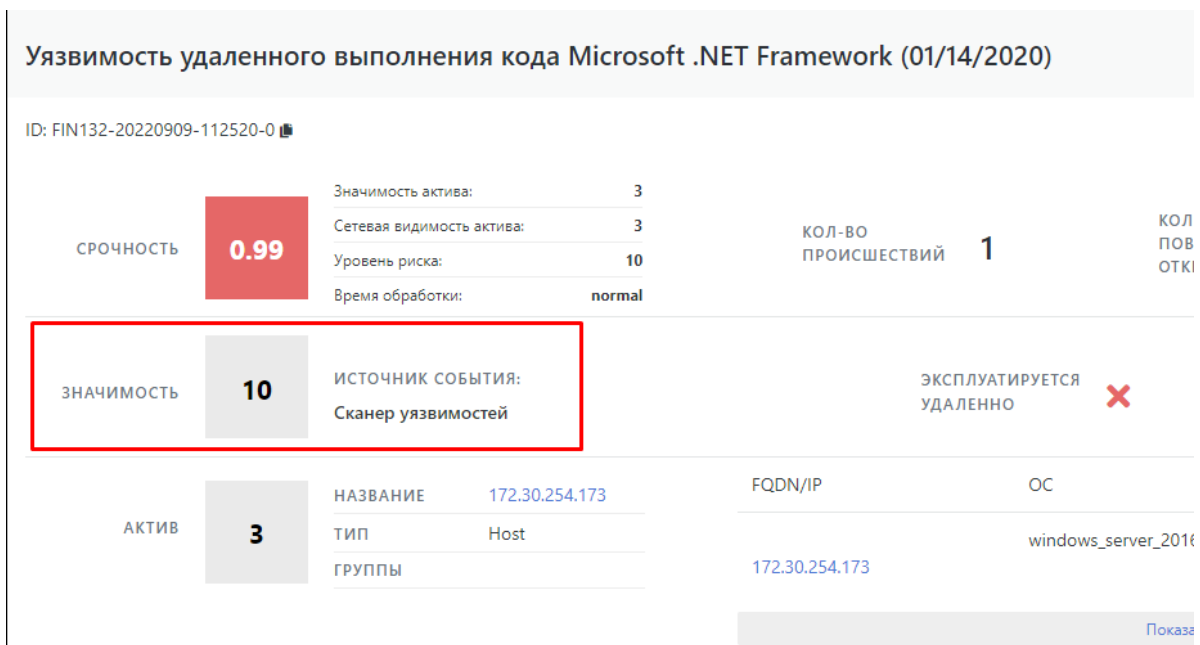 Уязвимость удаленного выполнения кода Microsoft .NET Framework (01/14/2020)
ID: FIN132-20220909-112520-0
СРОЧНОСТЬ
0.99
Значимость актива: 3
Сетевая видимость актива: 3
Уровень риска: 10
Время обработки: normal
КОЛ-ВО
ПРОИСШЕСТВИЙ
1
КОЛ
ПОВ
ЗНАЧИМОСТЬ
10
ИСТОЧНИК СОБЫТИЯ:
Сканер уязвимостей
ЭКСПЛУАТИРУЕТСЯ
УДАЛЕННО
АКТИВ
3
НАЗВАНИЕ 172.30.254.173
ТИП Host
ГРУППЫ
FQDN/IP ОС
windows_server_2016
172.30.254.173